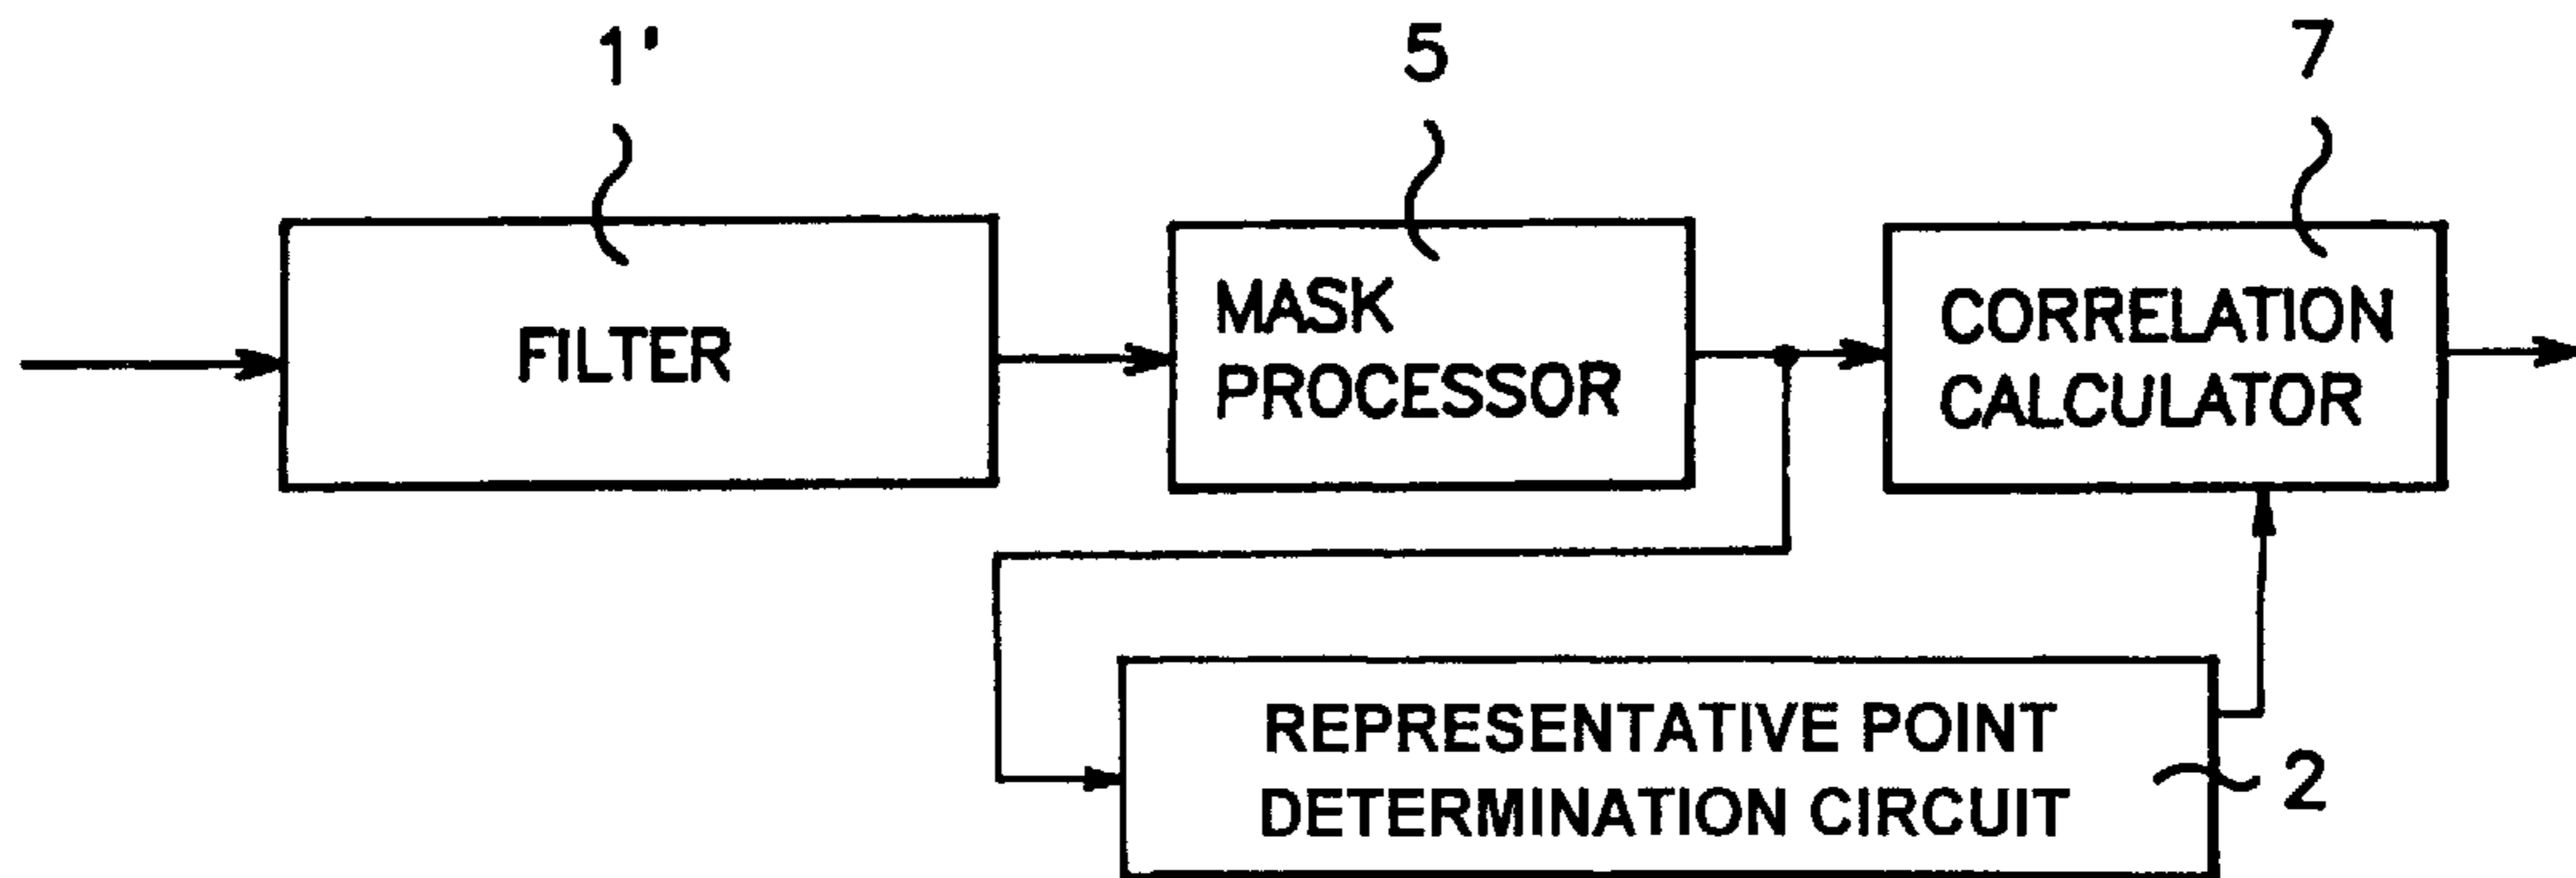 1'
5
7
FILTER
MASK
PROCESSOR
CORRELATION
CALCULATOR
REPRESENTATIVE POINT
DETERMINATION CIRCUIT
2